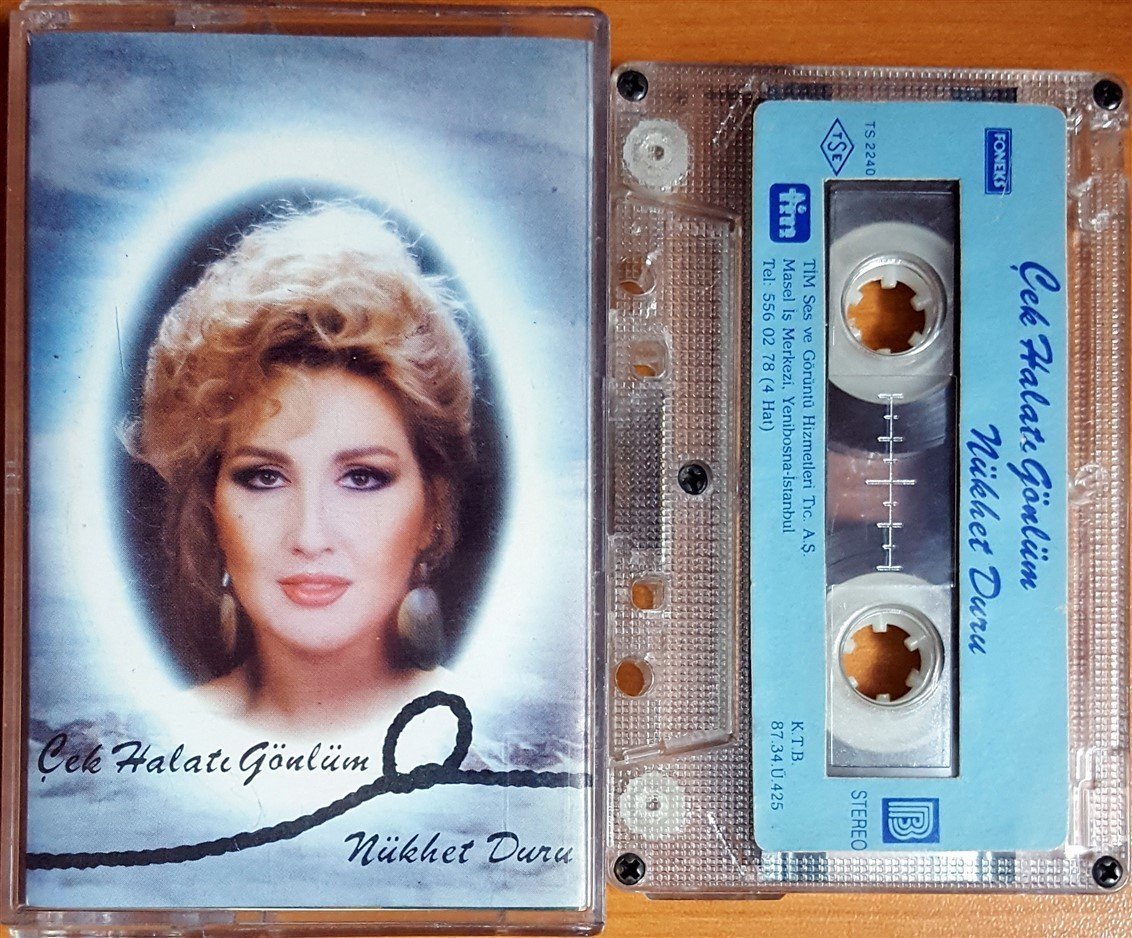 Çek Halatı Gönlüm
Nükhet Duru
FONEKS
Çek Halatı Gönlüm
Nükhet Duru
TS 2240
TSE
tim
TİM Ses ve Görüntü Hizmetleri Tic. A.Ş.
Masel İş Merkezi, Yenibosna-İstanbul
Tel: 556 02 78 (4 Hat)
K.T.B.
87.34.Ü.425
B
STEREO